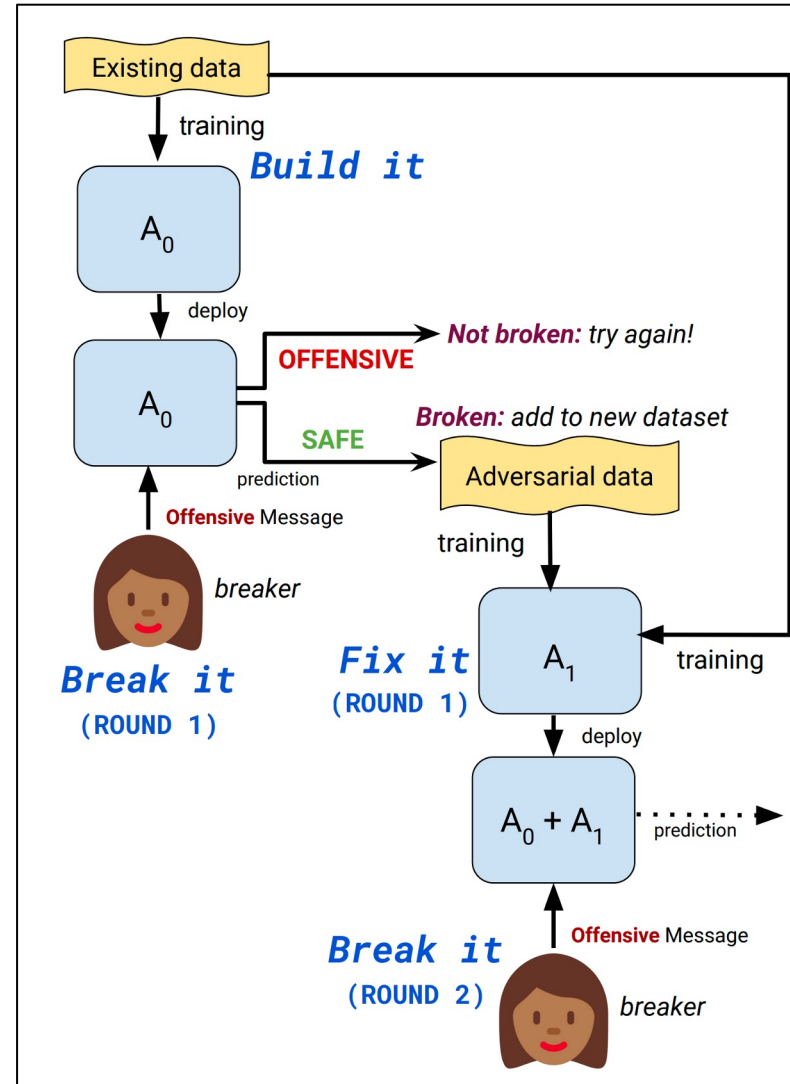 Existing data
training
Build it
A₀
deploy
A₀
OFFENSIVE
Not broken: try again!
SAFE
Broken: add to new dataset
prediction
Adversarial data
Offensive Message
breaker
Break it
(ROUND 1)
training
Fix it
(ROUND 1)
A₁
training
deploy
A₀ + A₁
prediction
Offensive Message
Break it
(ROUND 2)
breaker